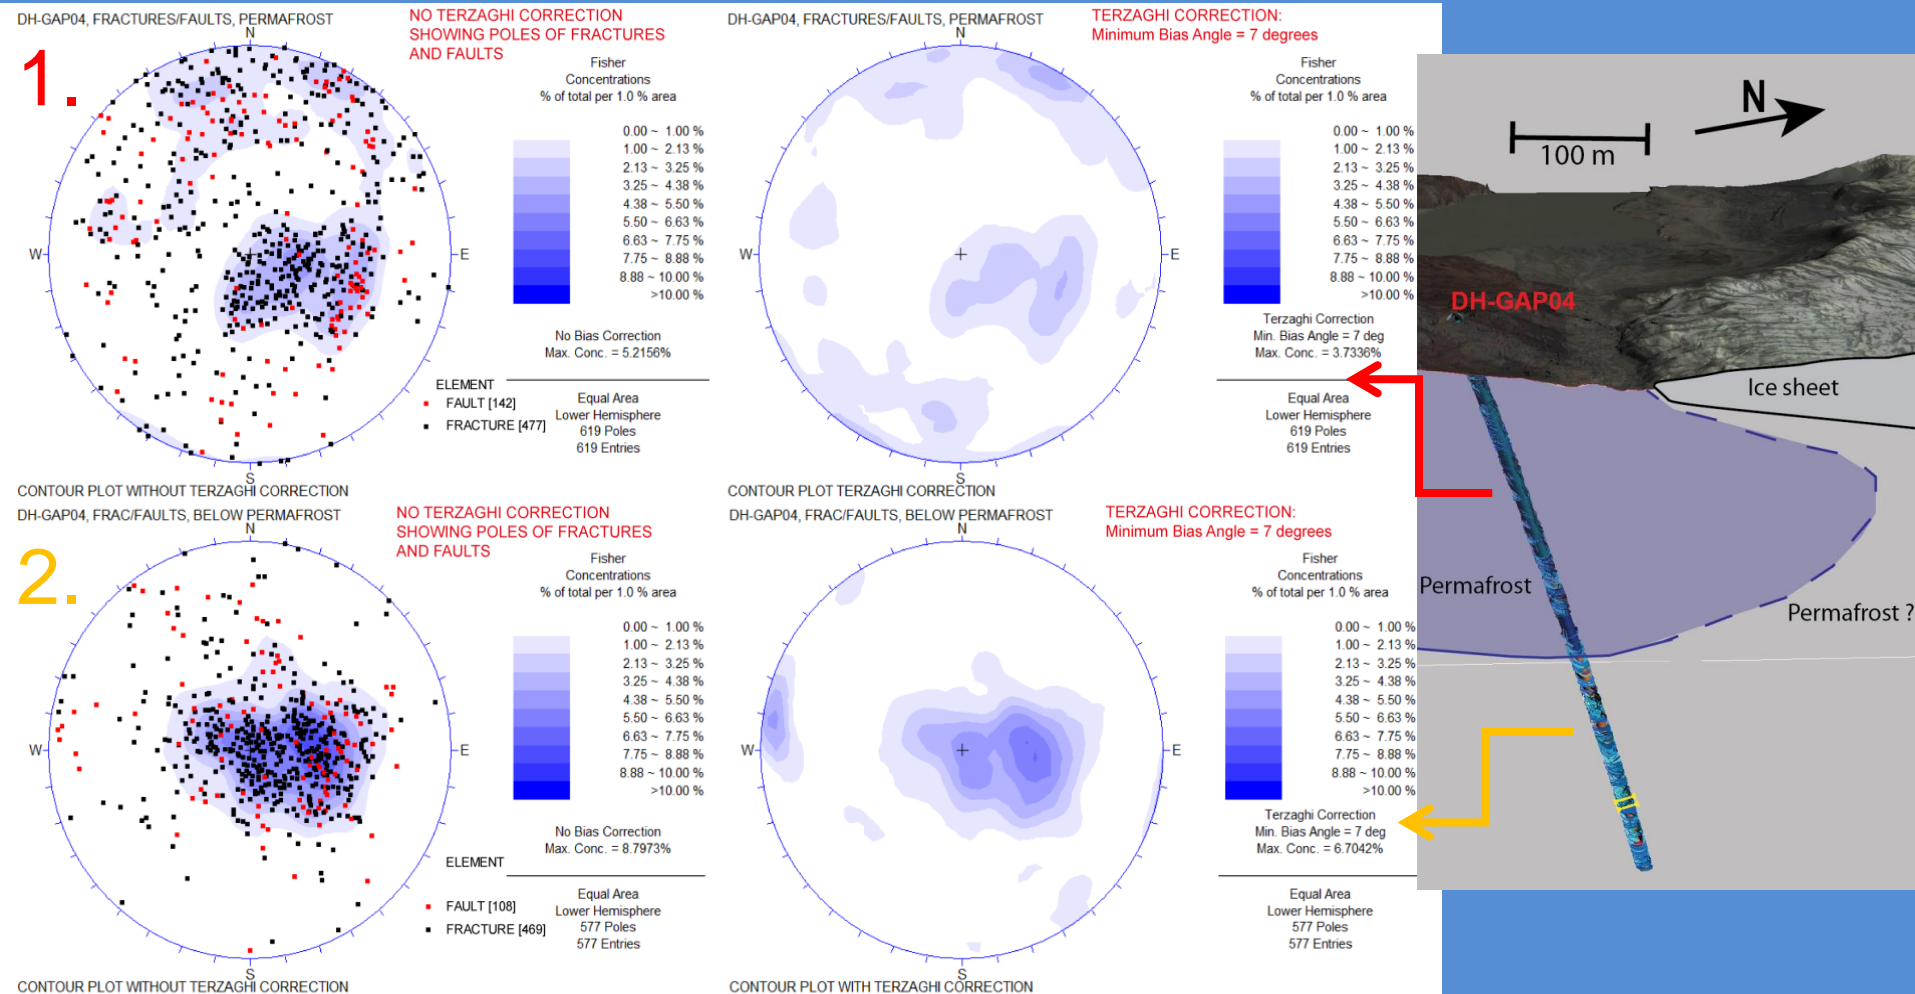 DH-GAP04, FRACTURES/FAULTS, PERMAFROST
NO TERZAGHI CORRECTION
SHOWING POLES OF FRACTURES
AND FAULTS
1.
N
W
E
S
Fisher
Concentrations
% of total per 1.0 % area
0.00 ~ 1.00 %
1.00 ~ 2.13 %
2.13 ~ 3.25 %
3.25 ~ 4.38 %
4.38 ~ 5.50 %
5.50 ~ 6.63 %
6.63 ~ 7.75 %
7.75 ~ 8.88 %
8.88 ~ 10.00 %
>10.00 %
No Bias Correction
Max. Conc. = 5.2156%
ELEMENT
FAULT [142]
FRACTURE [477]
Equal Area
Lower Hemisphere
619 Poles
619 Entries
CONTOUR PLOT WITHOUT TERZAGHI CORRECTION
DH-GAP04, FRACTURES/FAULTS, PERMAFROST
TERZAGHI CORRECTION:
Minimum Bias Angle = 7 degrees
N
W
E
S
Fisher
Concentrations
% of total per 1.0 % area
0.00 ~ 1.00 %
1.00 ~ 2.13 %
2.13 ~ 3.25 %
3.25 ~ 4.38 %
4.38 ~ 5.50 %
5.50 ~ 6.63 %
6.63 ~ 7.75 %
7.75 ~ 8.88 %
8.88 ~ 10.00 %
>10.00 %
Terzaghi Correction
Min. Bias Angle = 7 deg
Max. Conc. = 3.7336%
Equal Area
Lower Hemisphere
619 Poles
619 Entries
CONTOUR PLOT TERZAGHI CORRECTION
DH-GAP04, FRAC/FAULTS, BELOW PERMAFROST
NO TERZAGHI CORRECTION
SHOWING POLES OF FRACTURES
AND FAULTS
2.
N
W
E
S
Fisher
Concentrations
% of total per 1.0 % area
0.00 ~ 1.00 %
1.00 ~ 2.13 %
2.13 ~ 3.25 %
3.25 ~ 4.38 %
4.38 ~ 5.50 %
5.50 ~ 6.63 %
6.63 ~ 7.75 %
7.75 ~ 8.88 %
8.88 ~ 10.00 %
>10.00 %
No Bias Correction
Max. Conc. = 8.7973%
ELEMENT
FAULT [108]
FRACTURE [469]
Equal Area
Lower Hemisphere
577 Poles
577 Entries
CONTOUR PLOT WITHOUT TERZAGHI CORRECTION
DH-GAP04, FRAC/FAULTS, BELOW PERMAFROST
TERZAGHI CORRECTION:
Minimum Bias Angle = 7 degrees
N
W
E
S
Fisher
Concentrations
% of total per 1.0 % area
0.00 ~ 1.00 %
1.00 ~ 2.13 %
2.13 ~ 3.25 %
3.25 ~ 4.38 %
4.38 ~ 5.50 %
5.50 ~ 6.63 %
6.63 ~ 7.75 %
7.75 ~ 8.88 %
8.88 ~ 10.00 %
>10.00 %
Terzaghi Correction
Min. Bias Angle = 7 deg
Max. Conc. = 6.7042%
Equal Area
Lower Hemisphere
577 Poles
577 Entries
CONTOUR PLOT WITH TERZAGHI CORRECTION
N
100 m
DH-GAP04
Ice sheet
Permafrost
Permafrost ?